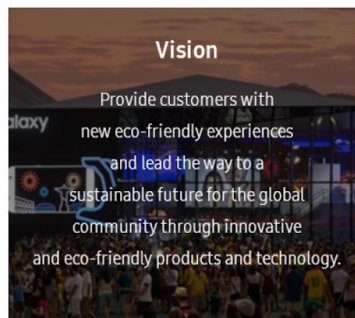 Vision
Provide customers with
new eco-friendly experiences
alaxy
and lead the way to a
sustainable future for the global
community through innovative
and eco-friendly products and technology.